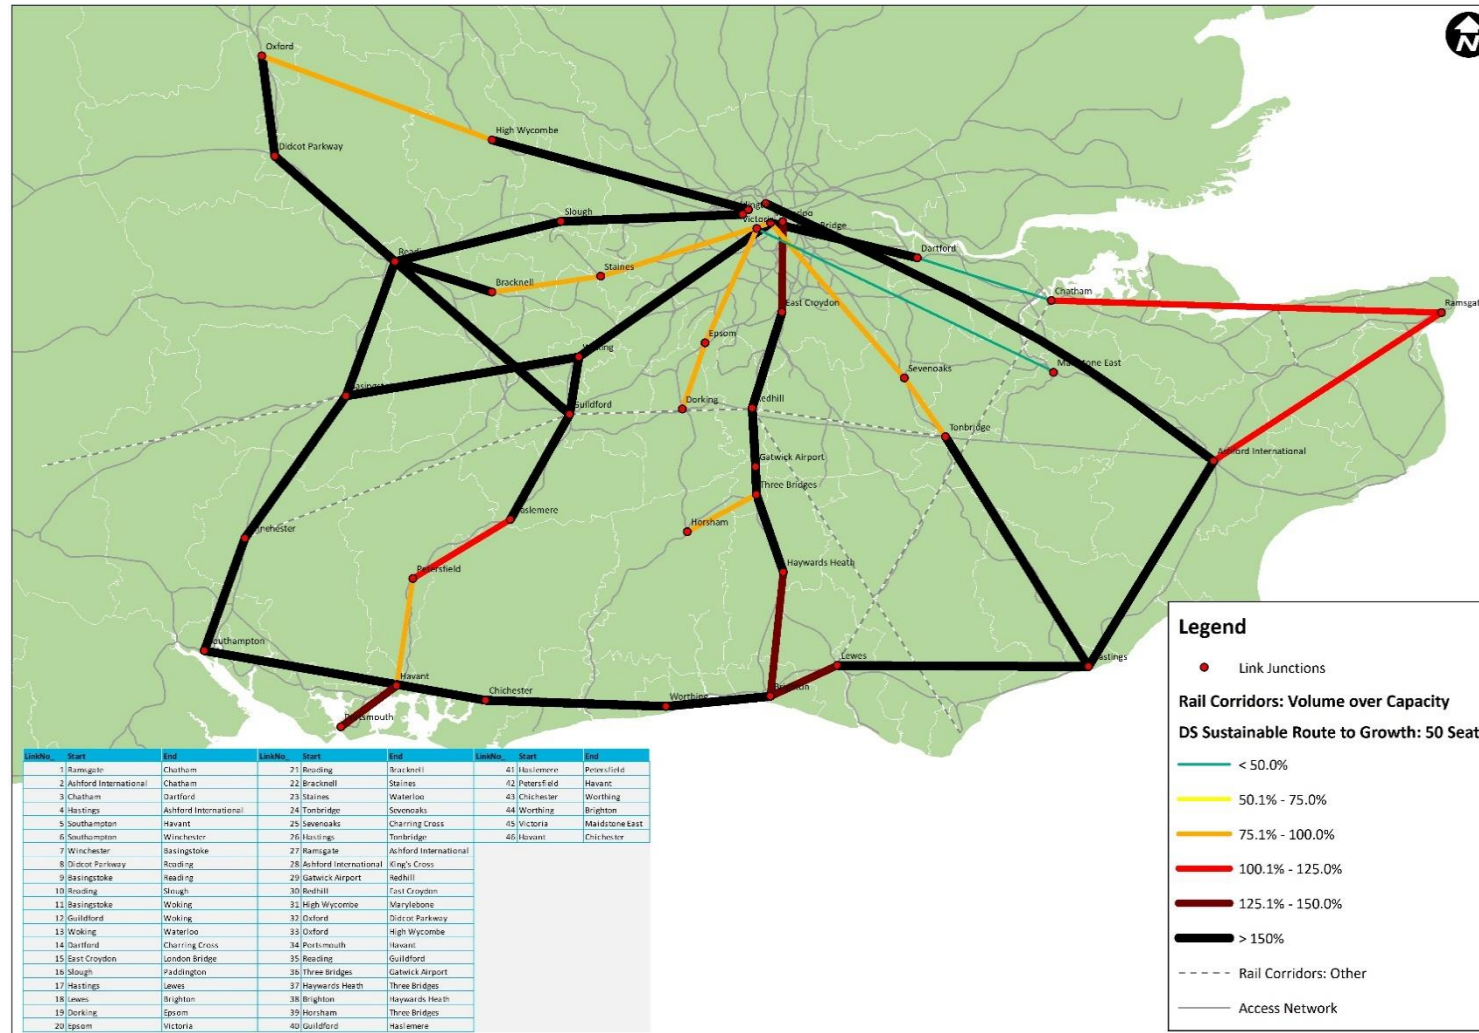 N
Oxford
High Wycombe
Didcot Parkway
Slough
Victoria
Bridge
Dartford
Staines
Bracknell
Chatham
East Croydon
Epsom
Sevenoaks
Guildford
Dorking
Redhill
Tonbridge
Ashford International
Gatwick Airport
Three Bridges
Horsham
Haywards Heath
Petersfield
Lewes
Havant
Chichester
Worthing
Brighton
Portsmouth
Legend
Link Junctions
Rail Corridors: Volume over Capacity
DS Sustainable Route to Growth: 50 Seat
< 50.0%
50.1% - 75.0%
75.1% - 100.0%
100.1% - 125.0%
125.1% - 150.0%
> 150%
Rail Corridors: Other
Access Network
LinkNo_ Start End LinkNo_ Start End LinkNo_ Start End
1 Ramsgate Chatham 21 Reading Bracknell 41 Haslemere Petersfield
2 Ashford International Chatham 22 Bracknell Staines 42 Petersfield Havant
3 Chatham Dartford 23 Staines Waterloo 43 Chichester Worthing
4 Hastings Ashford International 24 Tonbridge Sevenoaks 44 Worthing Brighton
5 Southampton Havant 25 Sevenoaks Charring Cross 45 Victoria Maidstone East
6 Southampton Winchester 26 Hastings Tonbridge 46 Havant Chichester
7 Winchester Basingstoke 27 Ramsgate Ashford International
8 Didcot Parkway Reading 28 Ashford International King's Cross
9 Basingstoke Reading 29 Gatwick Airport Redhill
10 Reading Slough 30 Redhill East Croydon
11 Basingstoke Woking 31 High Wycombe Marylebone
12 Guildford Woking 32 Oxford Didcot Parkway
13 Woking Waterloo 33 Oxford High Wycombe
14 Dartford Charring Cross 34 Portsmouth Havant
15 East Croydon London Bridge 35 Reading Guildford
16 Slough Paddington 36 Three Bridges Gatwick Airport
17 Hastings Lewes 37 Haywards Heath Three Bridges
18 Lewes Brighton 38 Brighton Haywards Heath
19 Dorking Epsom 39 Horsham Three Bridges
20 Epsom Victoria 40 Guildford Haslemere